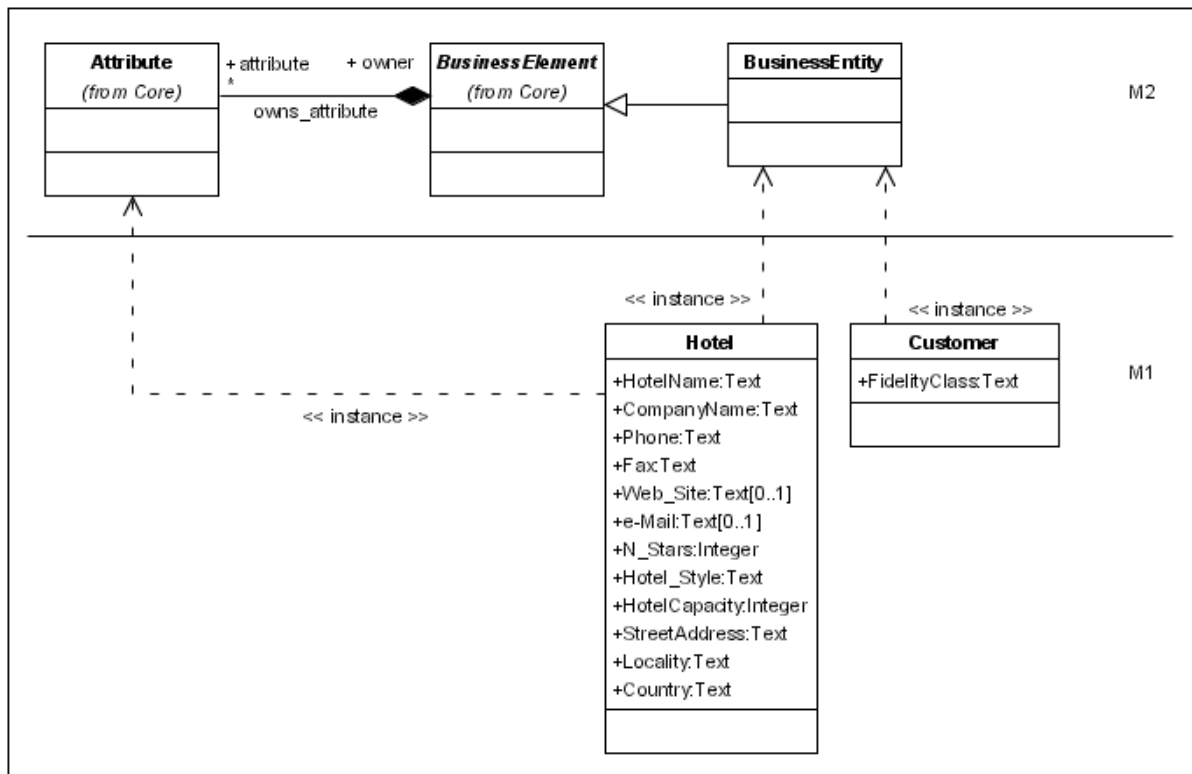 Attribute
(from Core)
+ attribute
*
+ owner
owns_attribute
BusinessElement
(from Core)
BusinessEntity
M2
<< instance >>
<< instance >>
<< instance >>
Hotel
+HotelName:Text
+CompanyName:Text
+Phone:Text
+Fax:Text
+Web_Site:Text[0..1]
+e-Mail:Text[0..1]
+N_Stars:Integer
+Hotel_Style:Text
+HotelCapacity:Integer
+StreetAddress:Text
+Locality:Text
+Country:Text
Customer
+FidelityClass:Text
M1